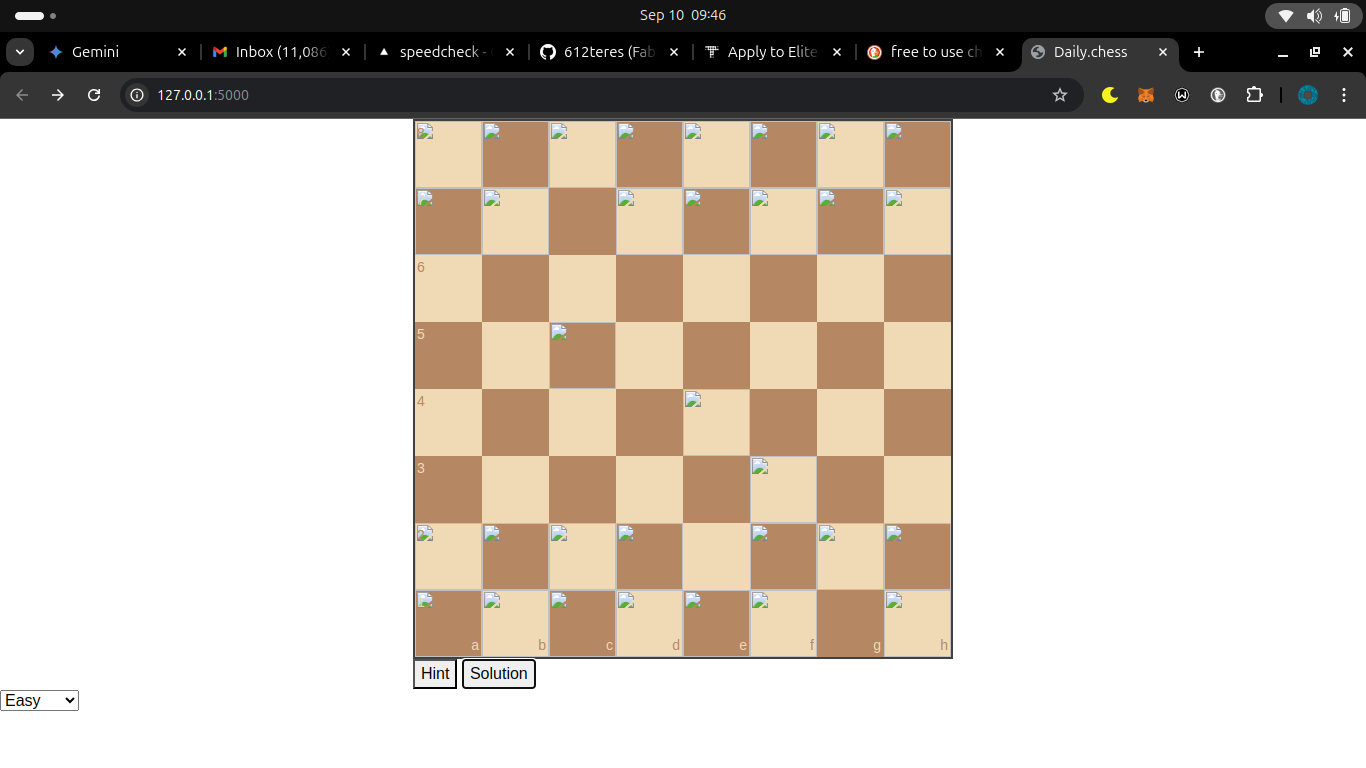 Sep 10 09:46
Gemini
Inbox (11,086
speedcheck -
612teres (Fab
Apply to Elite
free to use ch
Daily.chess
127.0.0.1:5000
6
5
4
3
a b c d e f g h
Hint Solution
Easy